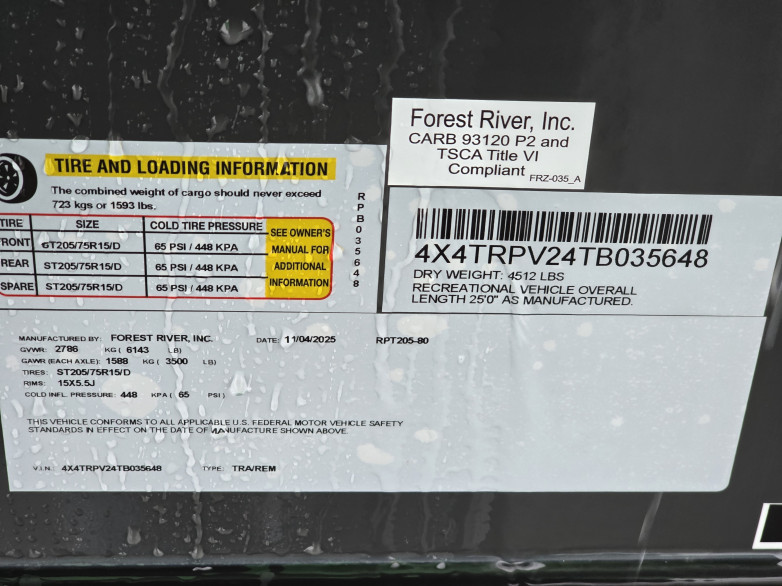 Forest River, Inc.
CARB 93120 P2 and
TSCA Title VI
Compliant
FRZ-035_A
TIRE AND LOADING INFORMATION
The combined weight of cargo should never exceed
723 kgs or 1593 lbs.
TIRE SIZE COLD TIRE PRESSURE
FRONT ST205/75R15/D 65 PSI / 448 KPA
REAR ST205/75R15/D 65 PSI / 448 KPA
SPARE ST205/75R15/D 65 PSI / 448 KPA
SEE OWNER'S
MANUAL FOR
ADDITIONAL
INFORMATION
RPB035648
4X4TRPV24TB035648
DRY WEIGHT: 4512 LBS
RECREATIONAL VEHICLE OVERALL
LENGTH 25'0" AS MANUFACTURED.
MANUFACTURED BY: FOREST RIVER, INC. DATE: 11/04/2025 RPT205-80
GVWR: 2786 KG ( 6143 LB)
GAWR (EACH AXLE): 1588 KG ( 3500 LB)
TIRES: ST205/75R15/D
RIMS: 15X5.5J
COLD INFL. PRESSURE: 448 KPA ( 65 PSI )
THIS VEHICLE CONFORMS TO ALL APPLICABLE U.S. FEDERAL MOTOR VEHICLE SAFETY
STANDARDS IN EFFECT ON THE DATE OF MANUFACTURE SHOWN ABOVE.
V.I.N.: 4X4TRPV24TB035648 TYPE: TRA/REM